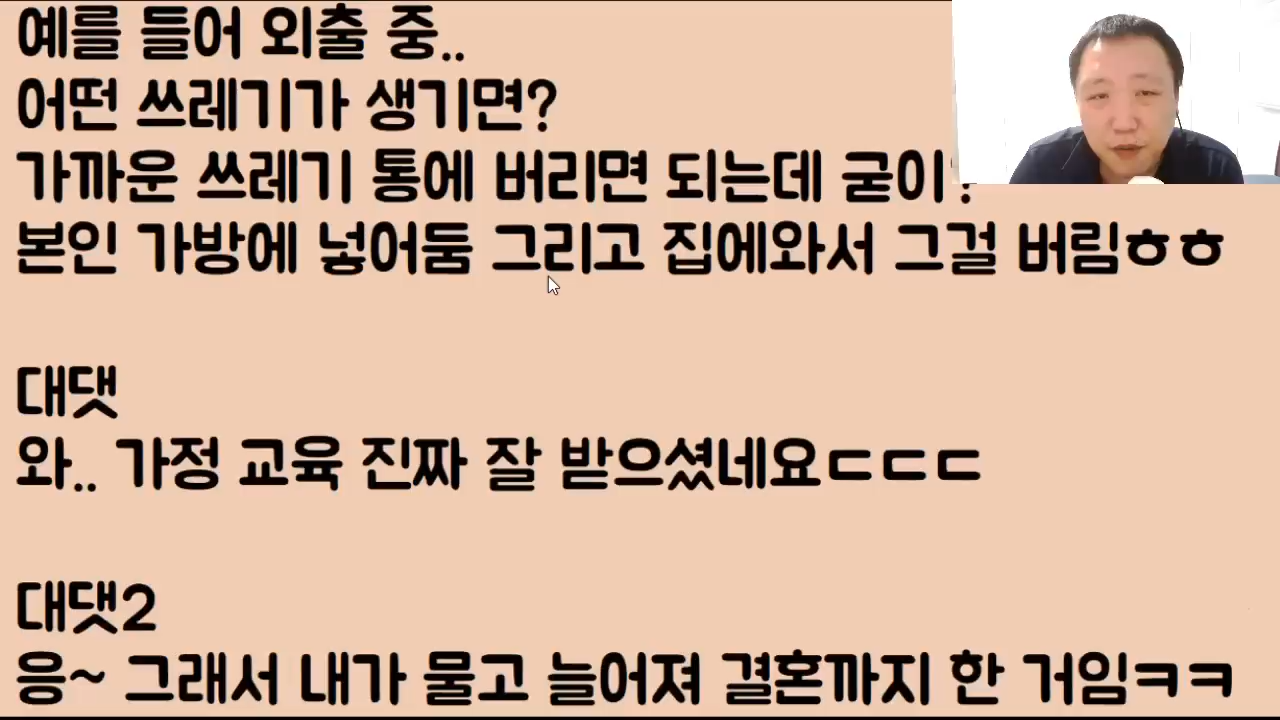 예를 들어 외출 중..
어떤 쓰레기가 생기면?
가까운 쓰레기 통에 버리면 되는데 굳이?
본인 가방에 넣어둠 그리고 집에와서 그걸 버림ㅎㅎ
대댓
와.. 가정 교육 진짜 잘 받으셨네요ㄷㄷㄷ
대댓2
응~ 그래서 내가 물고 늘어져 결혼까지 한 거임ㅋㅋ